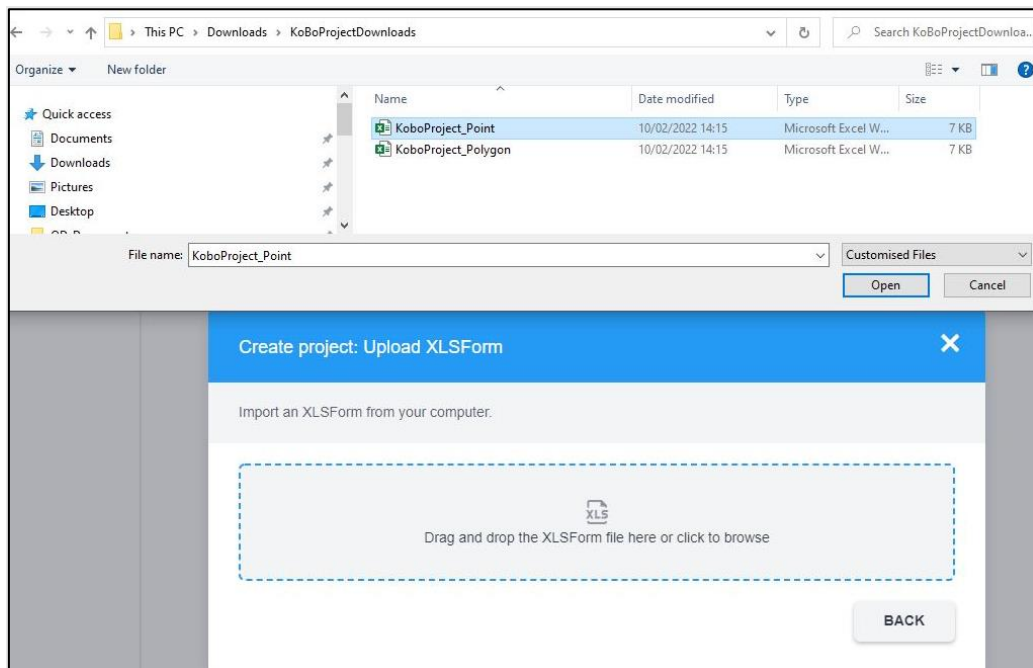 This PC > Downloads > KoBoProjectDownloads Search KoBoProjectDownloa...
Organize New folder ?
Name Date modified Type Size
Quick access
Documents
Downloads
Pictures
Desktop
KoboProject_Point 10/02/2022 14:15 Microsoft Excel W... 7 KB
KoboProject_Polygon 10/02/2022 14:15 Microsoft Excel W... 7 KB
File name: KoboProject_Point Customised Files
Open Cancel
Create project: Upload XLSForm
Import an XLSForm from your computer.
XLS
Drag and drop the XLSForm file here or click to browse
BACK